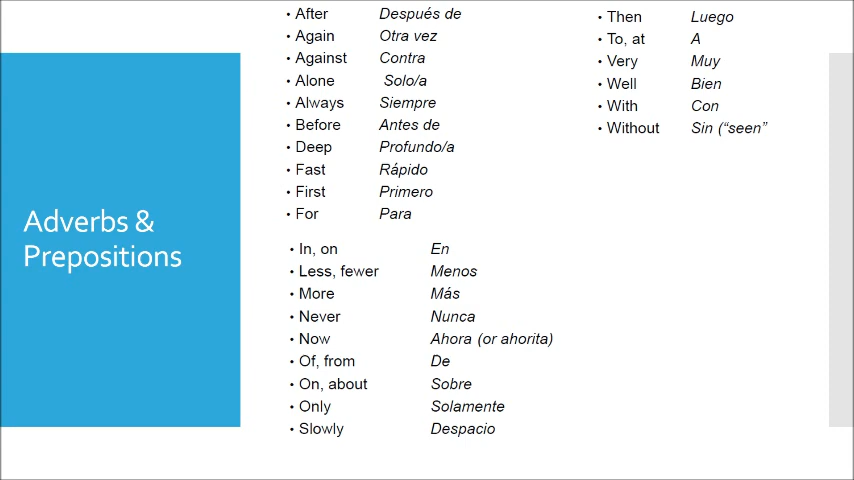 Adverbs &
Prepositions
• After Después de
• Again Otra vez
• Against Contra
• Alone Solo/a
• Always Siempre
• Before Antes de
• Deep Profundo/a
• Fast Rápido
• First Primero
• For Para
• In, on En
• Less, fewer Menos
• More Más
• Never Nunca
• Now Ahora (or ahorita)
• Of, from De
• On, about Sobre
• Only Solamente
• Slowly Despacio
• Then Luego
• To, at A
• Very Muy
• Well Bien
• With Con
• Without Sin (“seen”